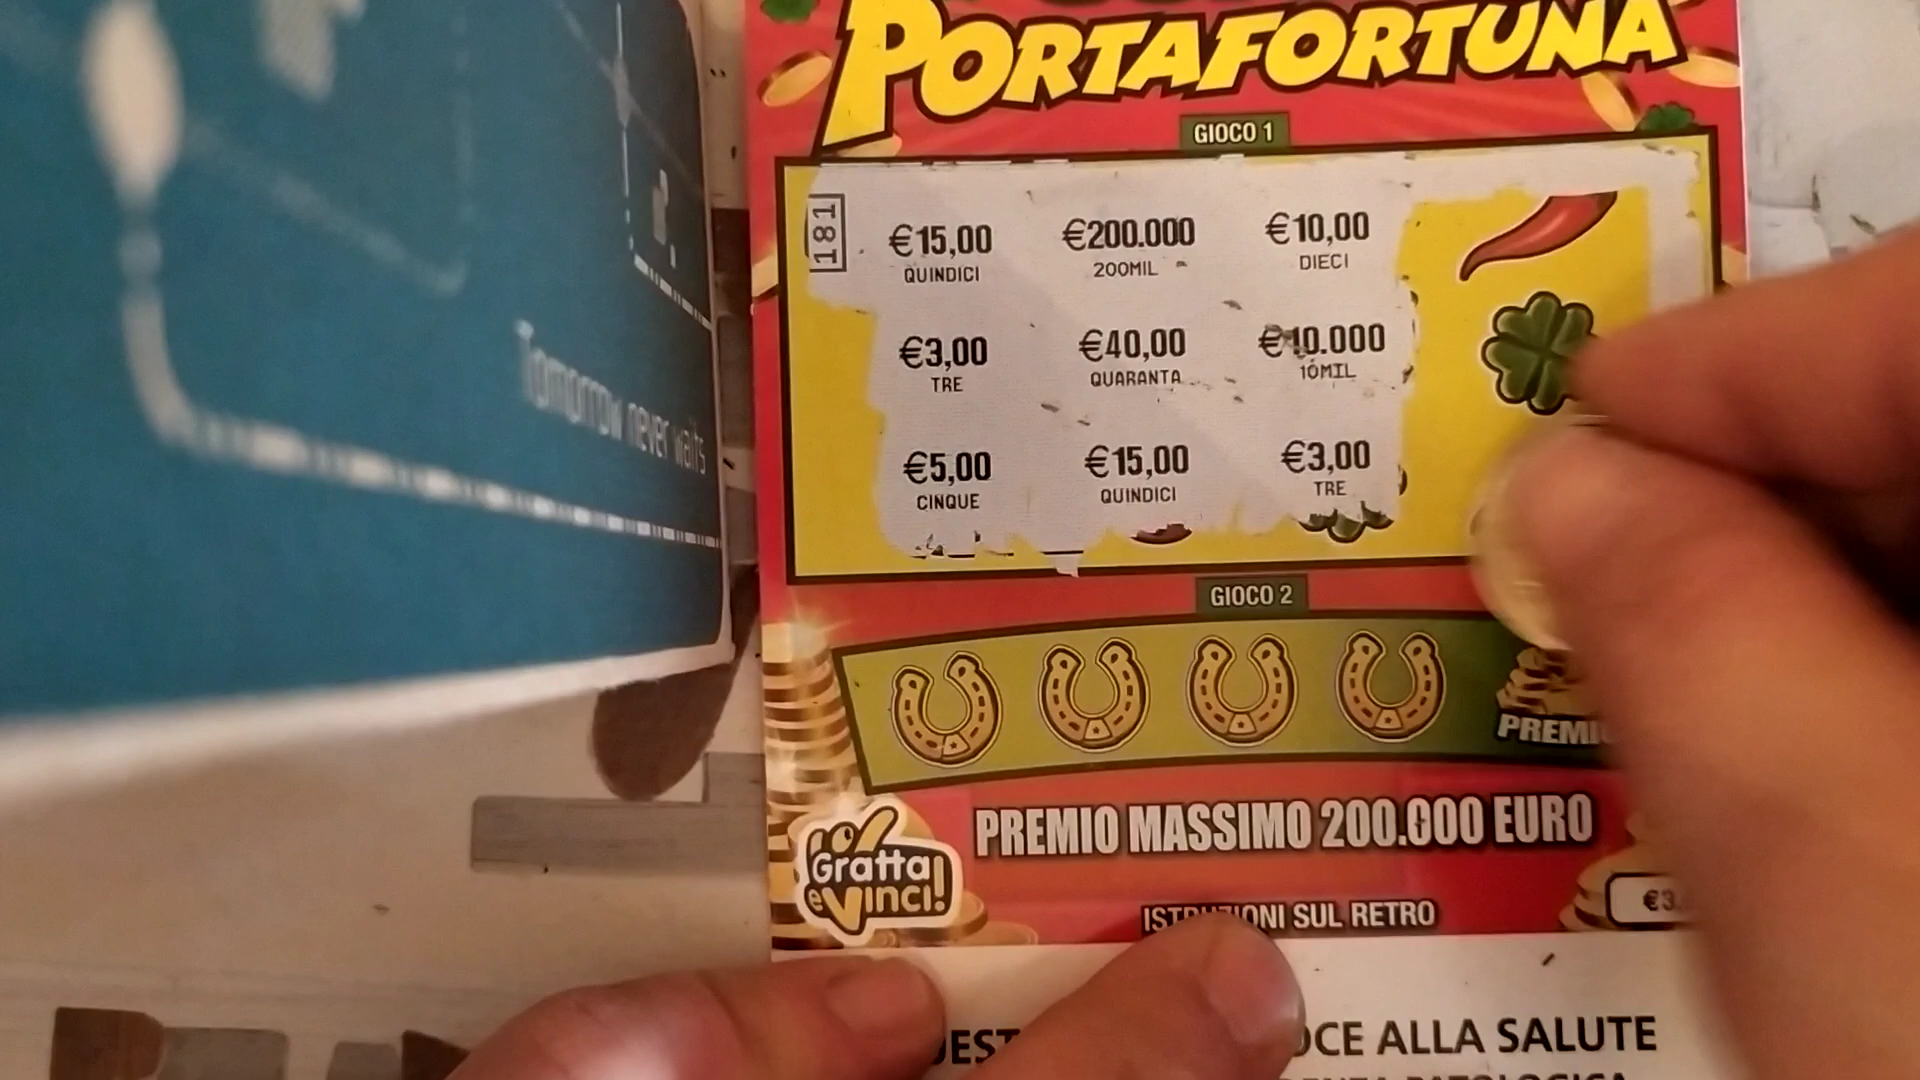 PORTAFORTUNA
GIOCO 1
181
€15,00 €200.000 €10,00
QUINDICI 200MIL DIECI
€3,00 €40,00 €10.000
TRE QUARANTA 10MIL
€5,00 €15,00 €3,00
CINQUE QUINDICI TRE
Tomorrow never waits
GIOCO 2
PREMIO MASSIMO 200.000 EURO
Gratta
e Vinci!
ISTRUZIONI SUL RETRO
ALLA SALUTE